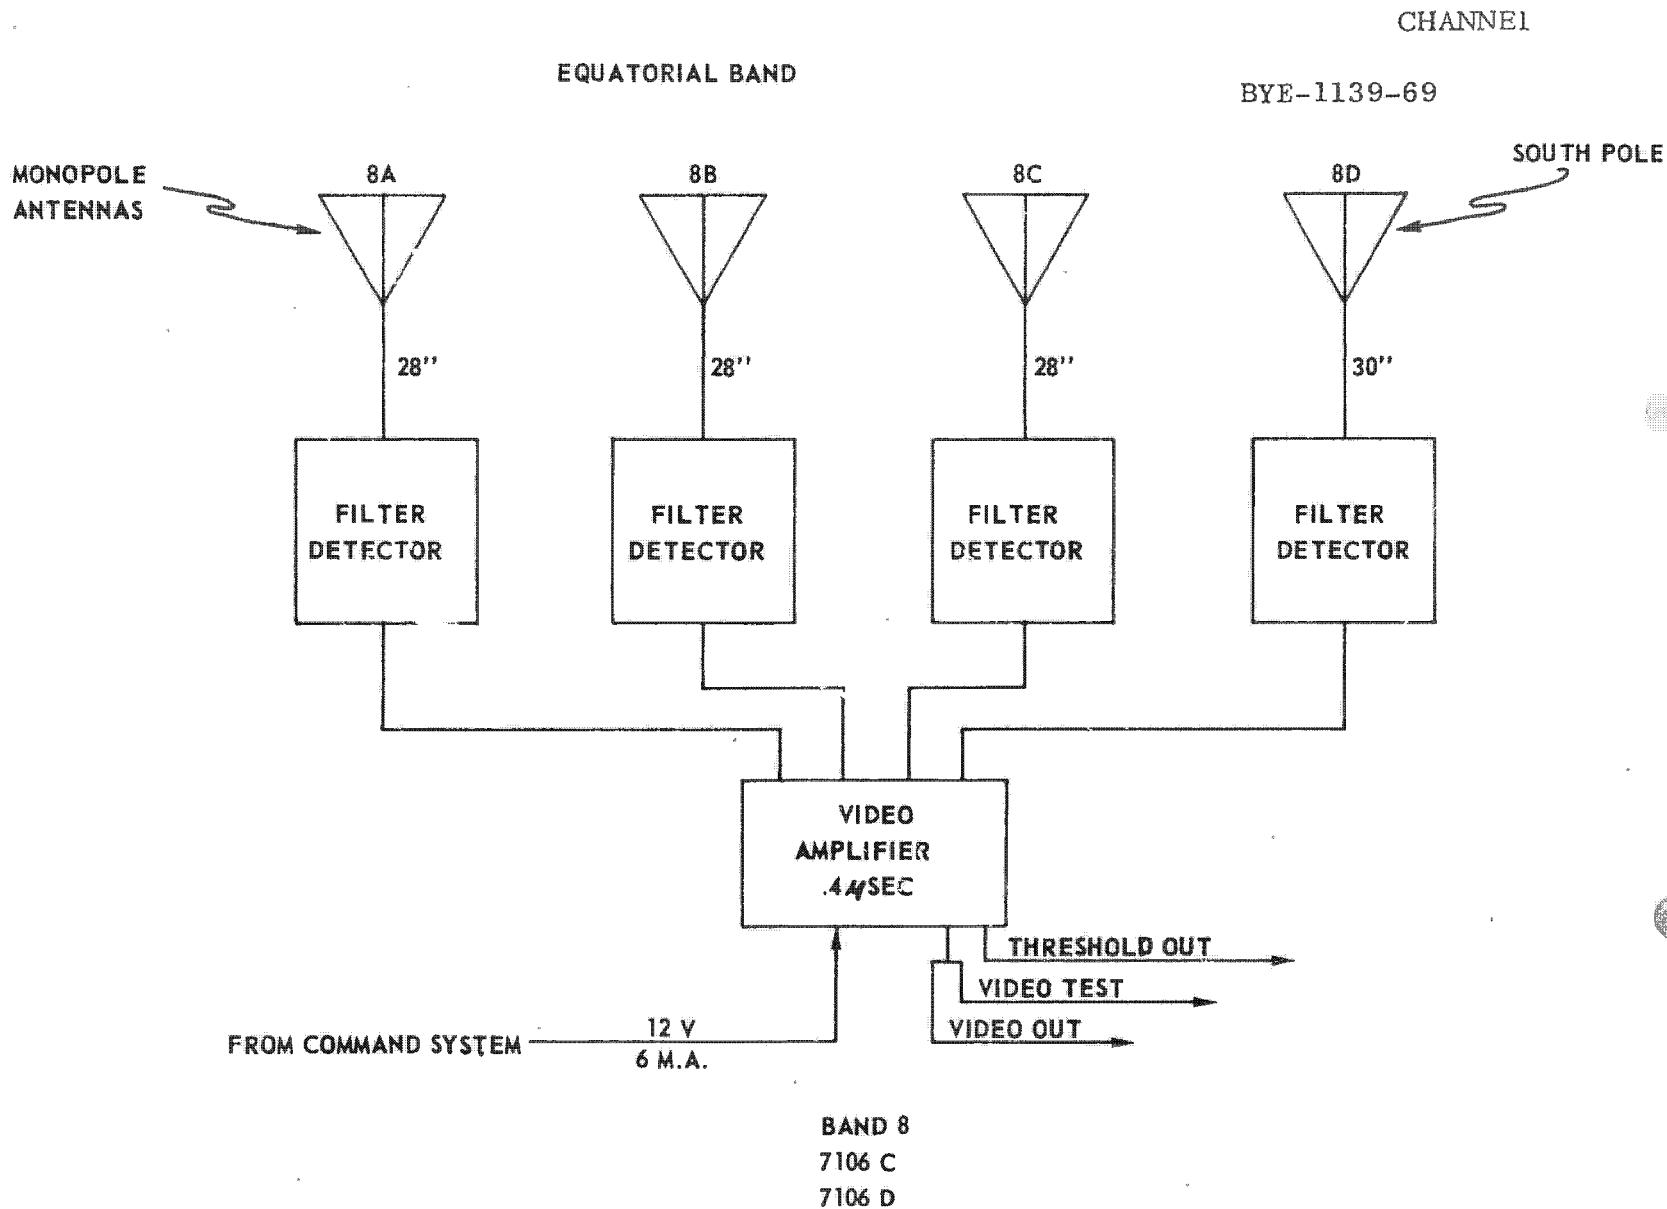 CHANNEl
EQUATORIAL BAND
BYE-1139-69
MONOPOLE
ANTENNAS
8A
8B
8C
8D
SOUTH POLE
28"
28"
28"
30"
FILTER
DETECTOR
FILTER
DETECTOR
FILTER
DETECTOR
FILTER
DETECTOR
VIDEO
AMPLIFIER
.4μSEC
THRESHOLD OUT
VIDEO TEST
VIDEO OUT
FROM COMMAND SYSTEM
12 V
6 M.A.
BAND 8
7106 C
7106 D